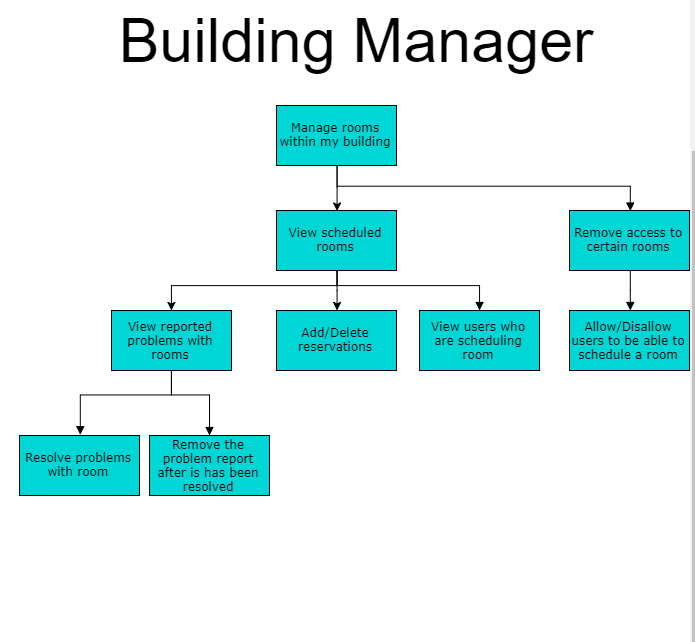 Building Manager
Manage rooms
within my building
View scheduled
rooms
Remove access to
certain rooms
View reported
problems with
rooms
Add/Delete
reservations
View users who
are scheduling
room
Allow/Disallow
users to be able to
schedule a room
Resolve problems
with room
Remove the
problem report
after is has been
resolved